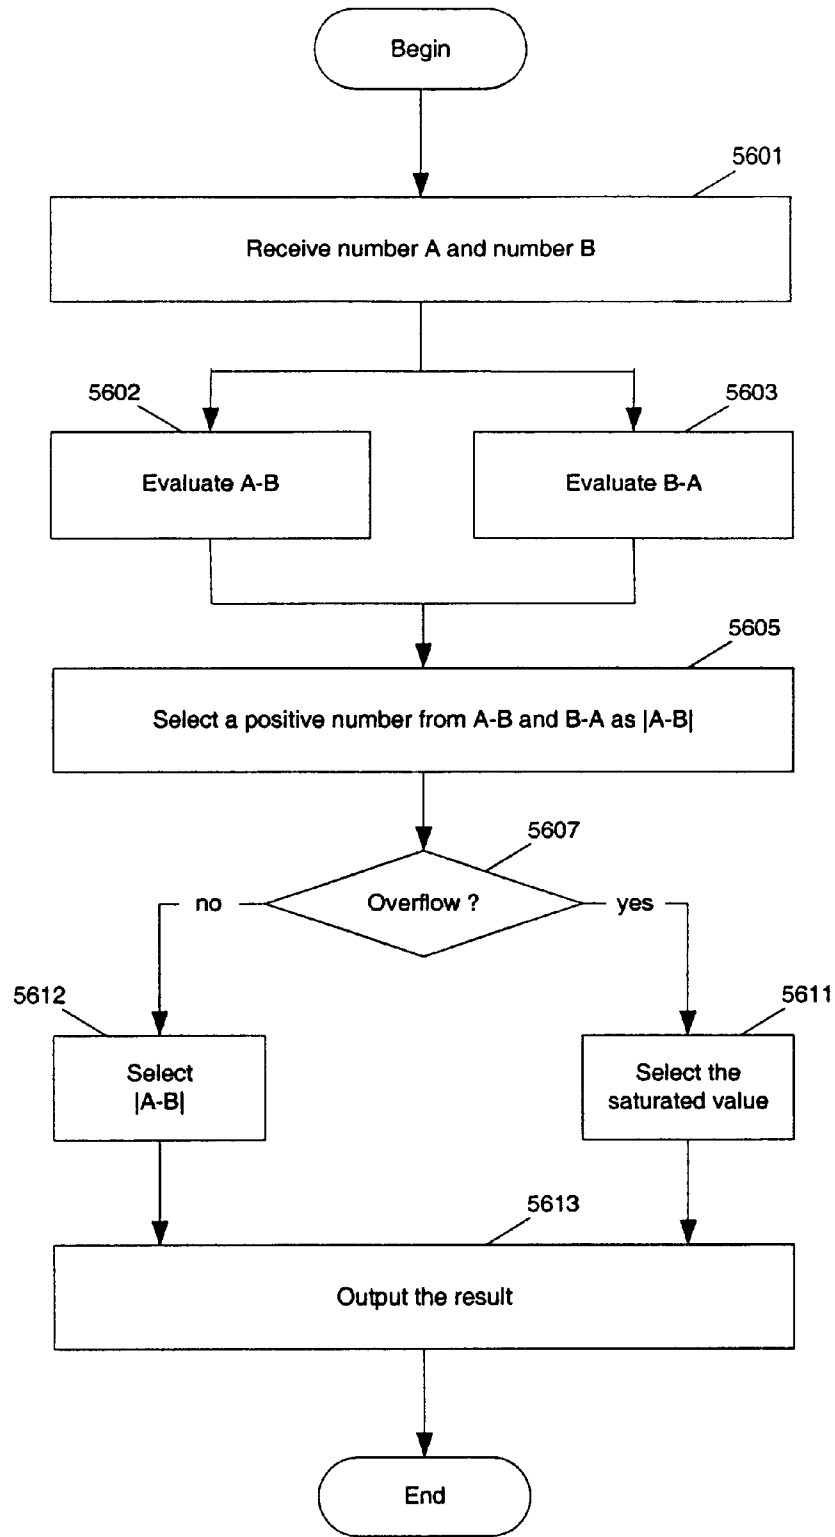 Begin
5601
Receive number A and number B
5602
5603
Evaluate A-B
Evaluate B-A
5605
Select a positive number from A-B and B-A as |A-B|
5607
no
Overflow ?
yes
5612
5611
Select
|A-B|
Select the
saturated value
5613
Output the result
End